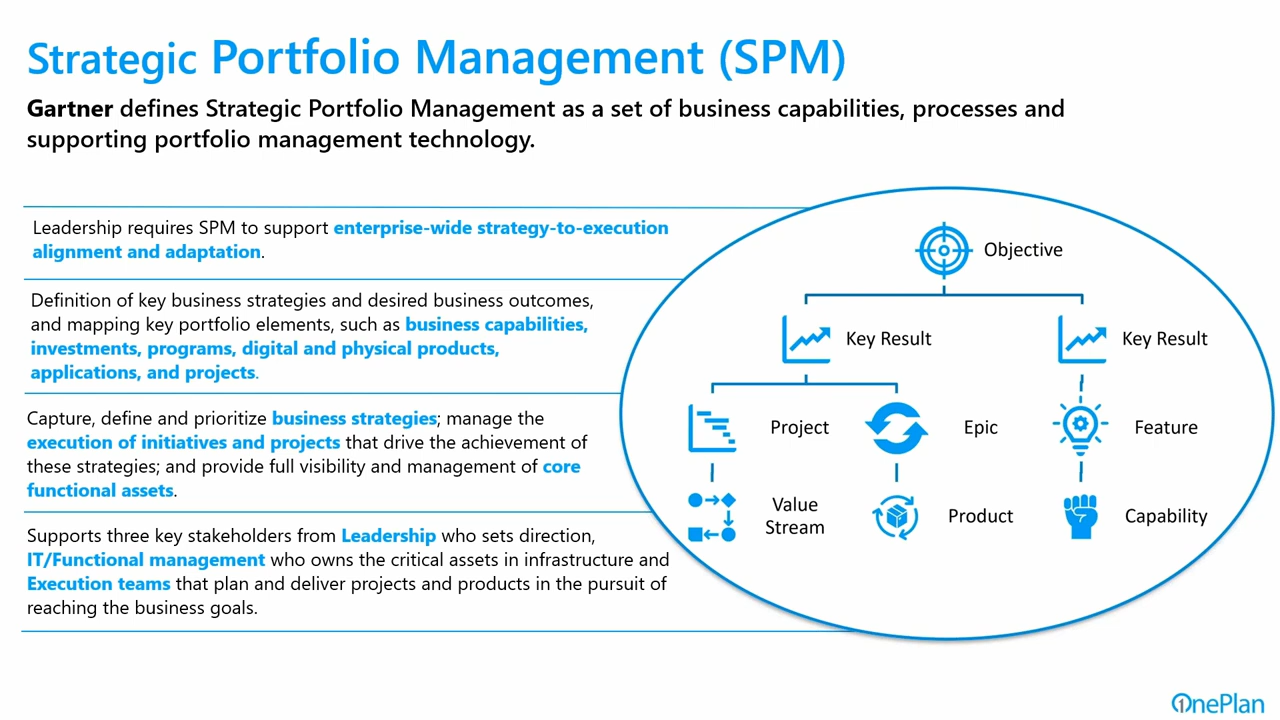 Strategic Portfolio Management (SPM)
Gartner defines Strategic Portfolio Management as a set of business capabilities, processes and
supporting portfolio management technology.
Leadership requires SPM to support enterprise-wide strategy-to-execution
alignment and adaptation.
Definition of key business strategies and desired business outcomes,
and mapping key portfolio elements, such as business capabilities,
investments, programs, digital and physical products,
applications, and projects.
Capture, define and prioritize business strategies; manage the
execution of initiatives and projects that drive the achievement of
these strategies; and provide full visibility and management of core
functional assets.
Supports three key stakeholders from Leadership who sets direction,
IT/Functional management who owns the critical assets in infrastructure and
Execution teams that plan and deliver projects and products in the pursuit of
reaching the business goals.
Objective
Key Result
Key Result
Project
Epic
Feature
Value
Stream
Product
Capability
OnePlan